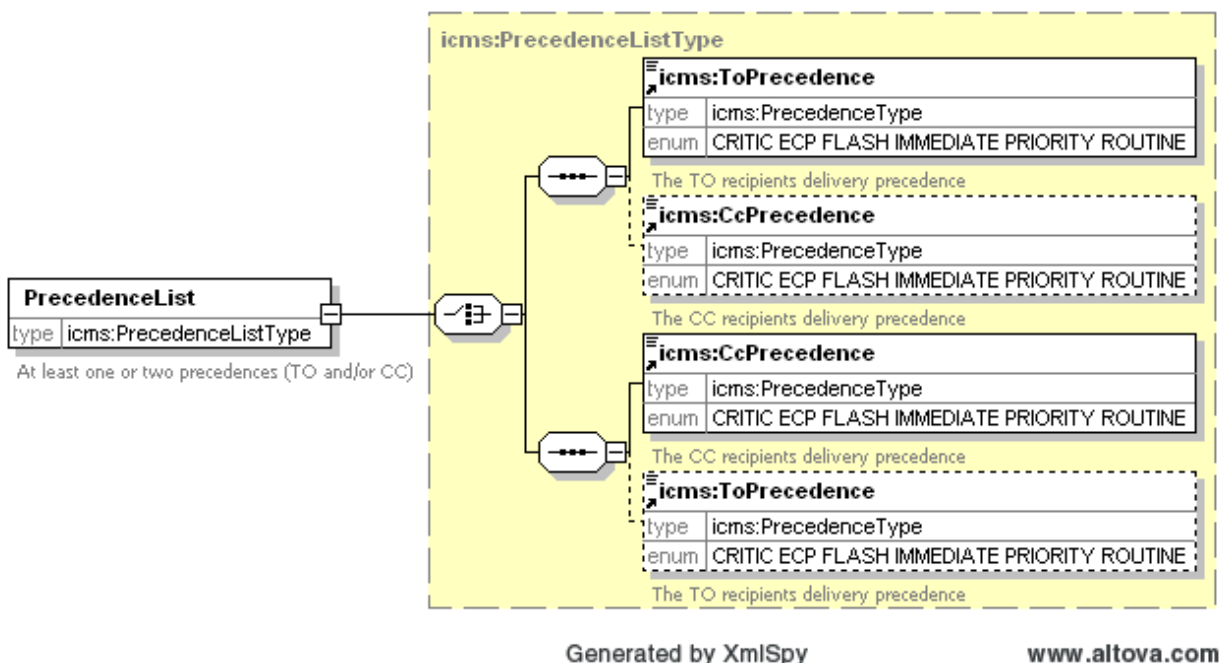 icms:PrecedenceListType
icms:ToPrecedence
type icms:PrecedenceType
enum CRITIC ECP FLASH IMMEDIATE PRIORITY ROUTINE
The TO recipients delivery precedence
icms:CcPrecedence
type icms:PrecedenceType
enum CRITIC ECP FLASH IMMEDIATE PRIORITY ROUTINE
The CC recipients delivery precedence
PrecedenceList
type icms:PrecedenceListType
At least one or two precedences (TO and/or CC)
icms:CcPrecedence
type icms:PrecedenceType
enum CRITIC ECP FLASH IMMEDIATE PRIORITY ROUTINE
The CC recipients delivery precedence
icms:ToPrecedence
type icms:PrecedenceType
enum CRITIC ECP FLASH IMMEDIATE PRIORITY ROUTINE
The TO recipients delivery precedence
Generated by XmlSpy www.altova.com